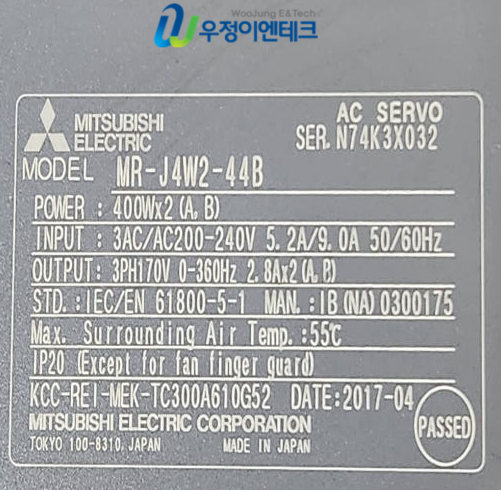 WooJung E&Tech
우정이엔테크
MITSUBISHI
ELECTRIC
AC SERVO
SER. N74K3X032
MODEL MR-J4W2-44B
POWER : 400Wx2 (A, B)
INPUT : 3AC/AC200-240V 5.2A/9.0A 50/60Hz
OUTPUT: 3PH170V 0-360Hz 2.8Ax2 (A, B)
STD. : IEC/EN 61800-5-1 MAN. : IB (NA) 0300175
Max. Surrounding Air Temp. :55℃
IP20 (Except for fan finger guard)
KCC-REI-MEK-TC300A610G52 DATE:2017-04
MITSUBISHI ELECTRIC CORPORATION
TOKYO 100-8310, JAPAN MADE IN JAPAN
PASSED